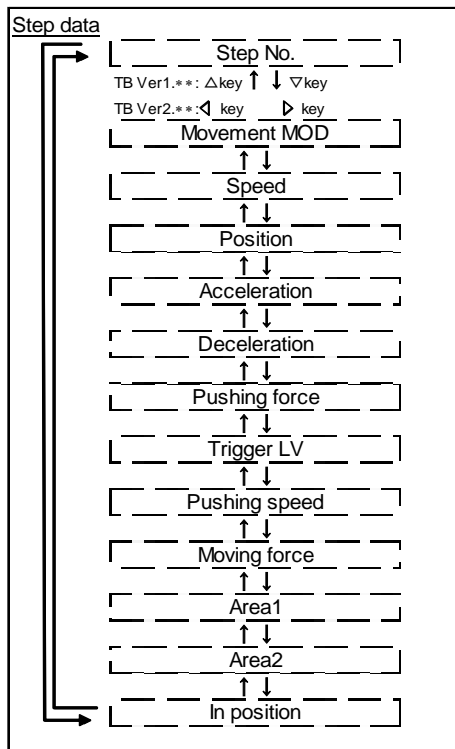 Step data
Step No.
TB Ver1.**: △key ↑ ↓ ▽key
TB Ver2.**:◁ key ▷ key
Movement MOD
↑ ↓
Speed
↑ ↓
Position
↑ ↓
Acceleration
↑ ↓
Deceleration
↑ ↓
Pushing force
↑ ↓
Trigger LV
↑ ↓
Pushing speed
↑ ↓
Moving force
↑ ↓
Area1
↑ ↓
Area2
↑ ↓
In position